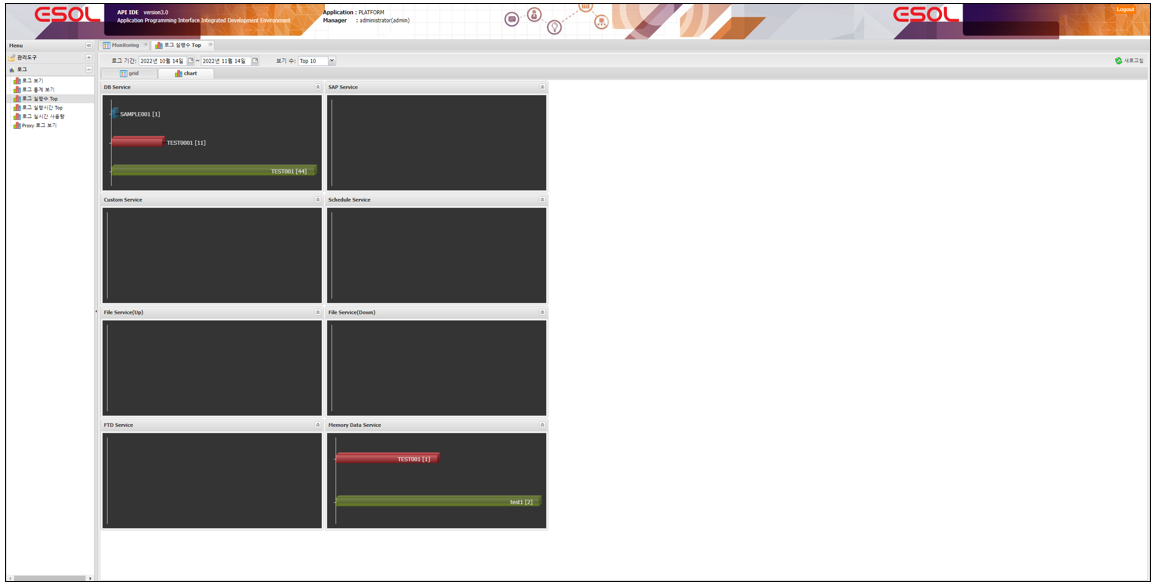 ESOL
API IDE version3.0
Application Programming Interface Integrated Development Environment
Application : PLATFORM
Manager : administrator(admin)
ESOL
Logout
Menu
관리도구
로그
로그 보기
로그 통계 보기
로그 실행수 Top
로그 실행시간 Top
로그 실시간 사용량
Proxy 로그 보기
Monitoring
로그 실행수 Top
로그 기간: 2022년 10월 14일 ~ 2022년 11월 14일 보기 수: Top 10
새로고침
grid
chart
DB Service
SAMPLE001 [1]
TEST0001 [11]
TEST001 [44]
SAP Service
Custom Service
Schedule Service
File Service(Up)
File Service(Down)
FTD Service
Memory Data Service
TEST001 [1]
test1 [2]